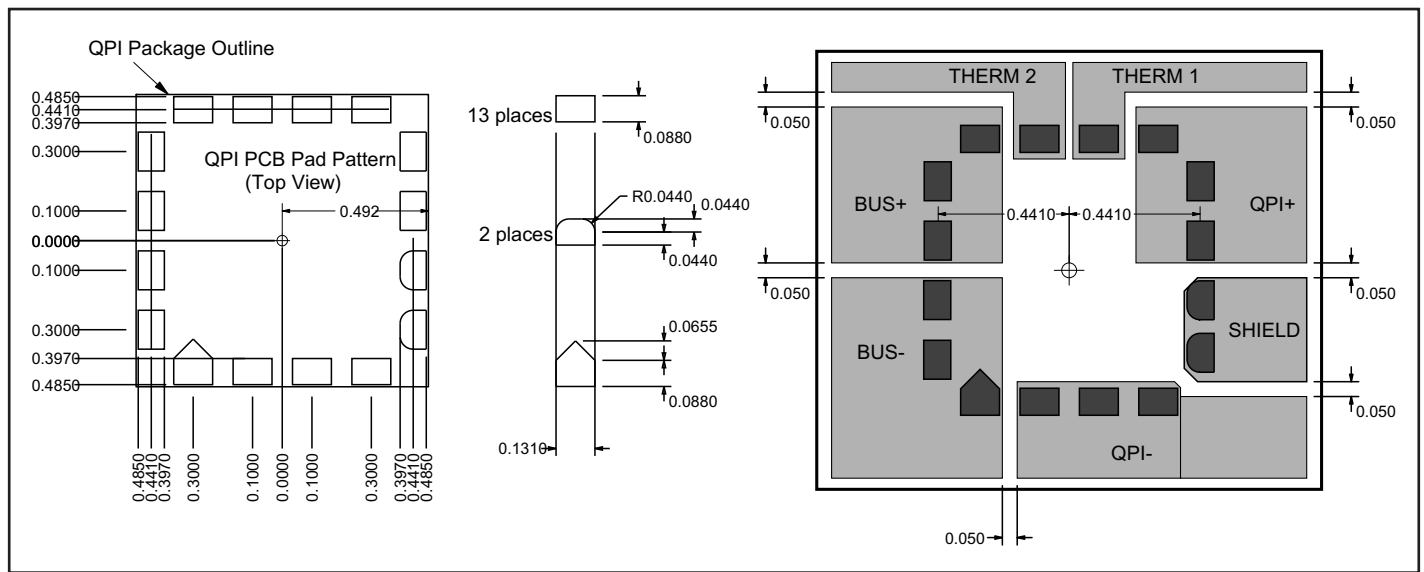 QPI Package Outline
0.4850
0.4410
0.3970
0.3000
0.1000
0.0000
0.1000
0.3000
0.3970
0.4850
QPI PCB Pad Pattern
(Top View)
0.492
0.4850
0.4410
0.3970
0.3000
0.1000
0.0000
0.1000
0.3000
0.3970
0.4410
0.4850
13 places
0.0880
R0.0440
0.0440
2 places
0.0440
0.0655
0.0880
0.1310
THERM 2
THERM 1
0.050
0.050
BUS+
0.4410
0.4410
QPI+
0.050
0.050
BUS-
SHIELD
0.050
QPI-
0.050